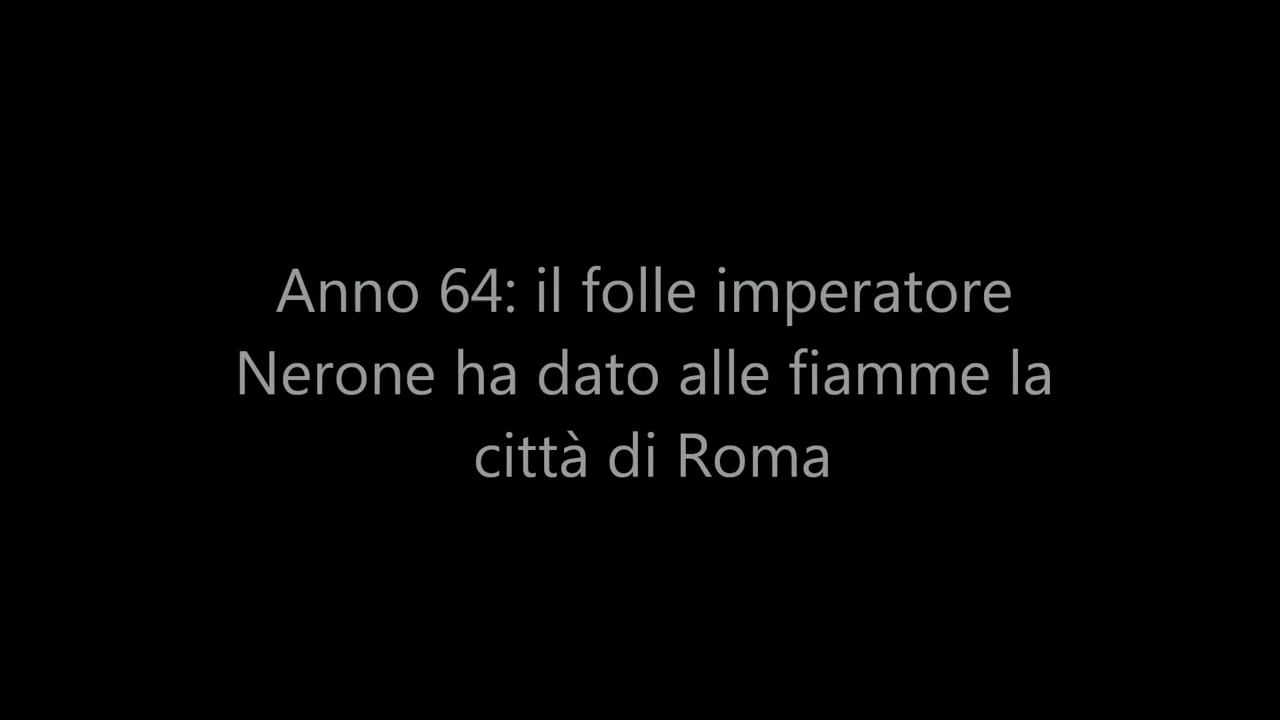 Anno 64: il folle imperatore
Nerone ha dato alle fiamme la
città di Roma